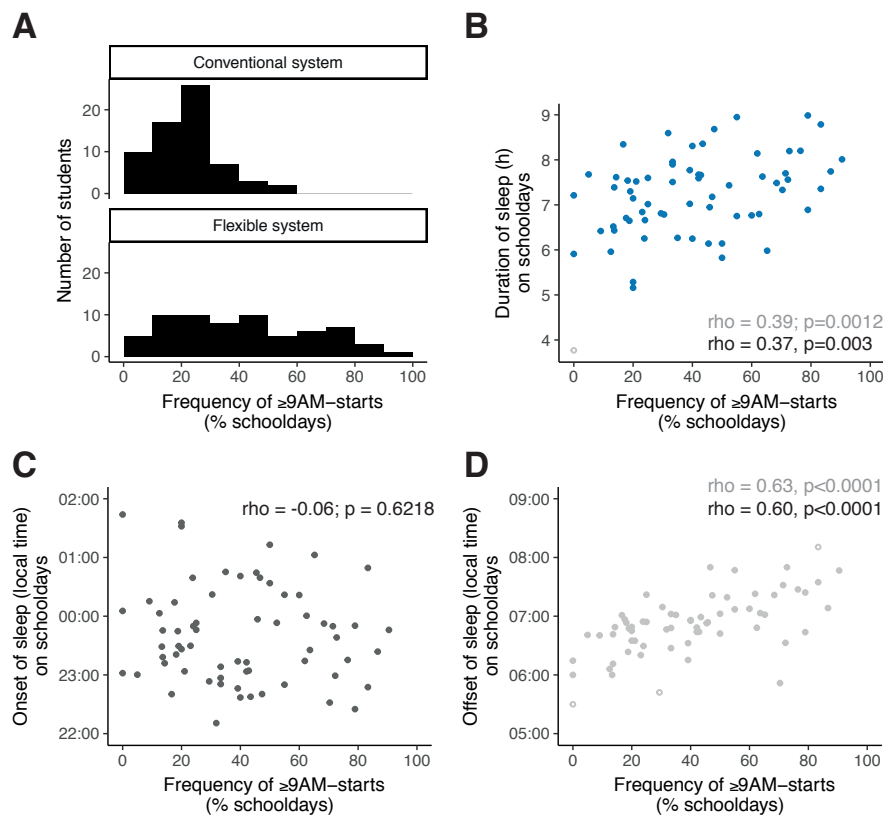 A
Conventional system
20
10
0
Flexible system
20
10
0
Number of students
0 20 40 60 80 100
Frequency of ≥9AM−starts
(% schooldays)
B
9
8
7
6
5
4
Duration of sleep (h)
on schooldays
rho = 0.39; p=0.0012
rho = 0.37, p=0.003
0 20 40 60 80 100
Frequency of ≥9AM−starts
(% schooldays)
C
02:00
01:00
00:00
23:00
22:00
Onset of sleep (local time)
on schooldays
rho = -0.06; p = 0.6218
0 20 40 60 80 100
Frequency of ≥9AM−starts
(% schooldays)
D
rho = 0.63, p<0.0001
rho = 0.60, p<0.0001
09:00
08:00
07:00
06:00
05:00
Offset of sleep (local time)
on schooldays
0 20 40 60 80 100
Frequency of ≥9AM−starts
(% schooldays)